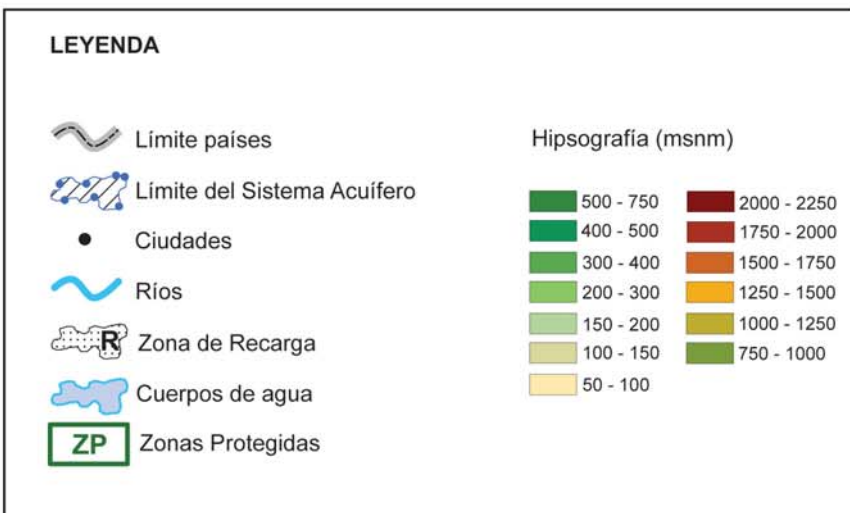 LEYENDA
Límite países
Límite del Sistema Acuífero
Ciudades
Ríos
R
Zona de Recarga
Cuerpos de agua
ZP
Zonas Protegidas
Hipsografía (msnm)
500 - 750
400 - 500
300 - 400
200 - 300
150 - 200
100 - 150
50 - 100
2000 - 2250
1750 - 2000
1500 - 1750
1250 - 1500
1000 - 1250
750 - 1000